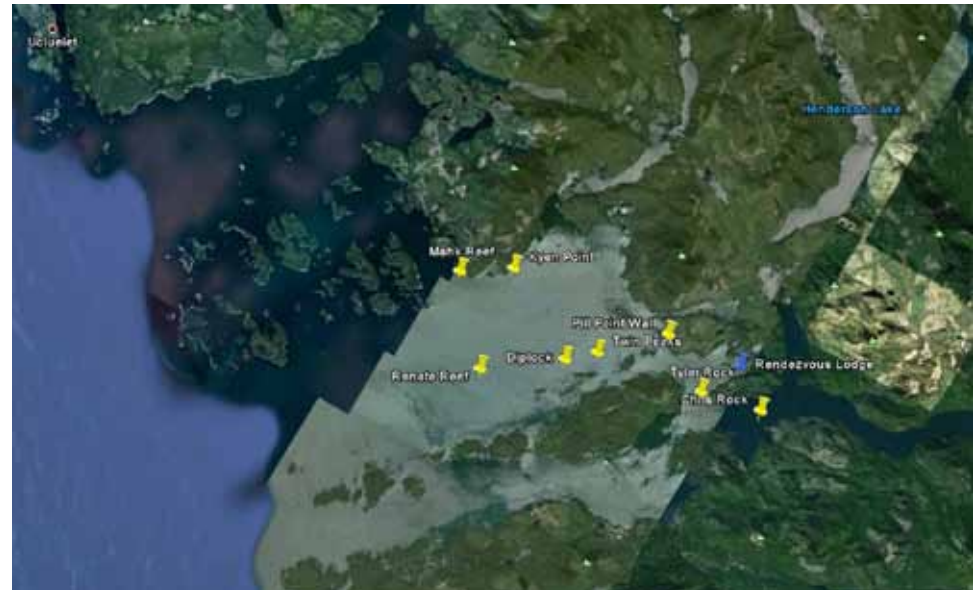 Ucluelet
Henderson Lake
Mahk Reef
Kyen Point
Pill Point Wall
Twin Peaks
Diplock
Renate Reef
Rendezvous Lodge
Tyler Rock
Chris Rock